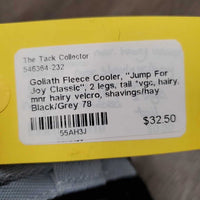 The Tack Collector
546364-232
Goliath Fleece Cooler, "Jump For
Joy Classic", 2 legs, tail *vgc, hairy,
mnr hairy velcro, shavings/hay
Black/Grey 78
55AH3J
$32.50